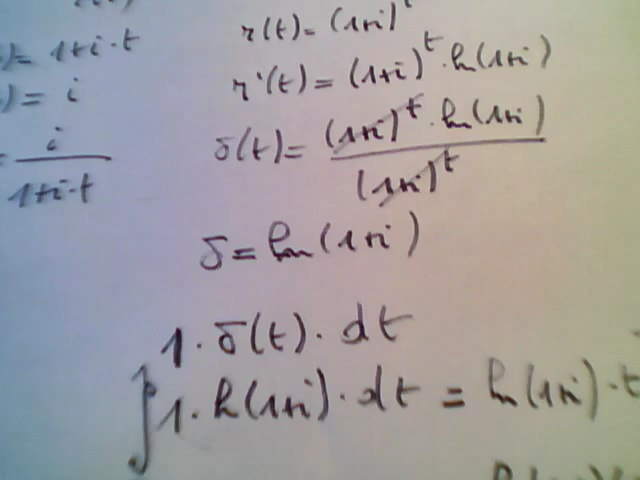 )= 1+i·t
)= i
= i / 1+i·t
r(t)= (1+i)^t
r'(t)= (1+i)^t · ln(1+i)
δ(t)= (1+i)^t · ln(1+i) / (1+i)^t
δ= ln(1+i)
1·δ(t)·dt
∫1·ln(1+i)·dt = ln(1+i)·t